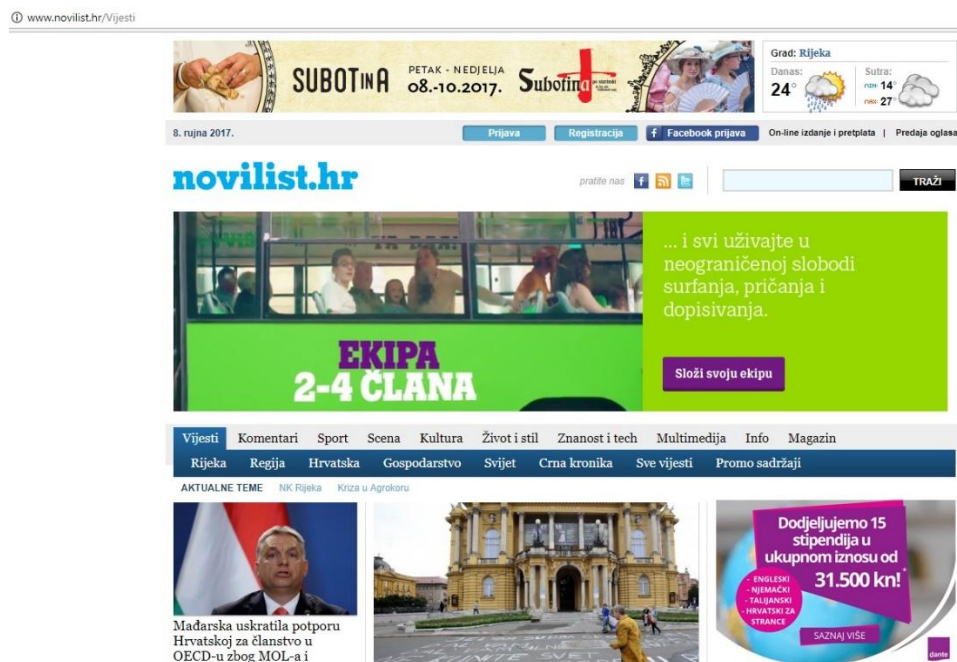 www.novilist.hr/Vijesti
SUBOTINA
PETAK - NEDJELJA
08.-10.2017.
Subotina
Grad: Rijeka
Danas:
24°
Sutra:
14°
27°
8. rujna 2017.
Prijava
Registracija
Facebook prijava
On-line izdanje i pretplata | Predaja oglasa
novilist.hr
pratite nas
TRAŽI
... i svi uživajte u
neograničenoj slobodi
surfanja, pričanja i
dopisivanja.
EKIPA
2-4 ČLANA
Složi svoju ekipu
Vijesti Komentari Sport Scena Kultura Život i stil Znanost i tech Multimedija Info Magazin
Rijeka Regija Hrvatska Gospodarstvo Svijet Crna kronika Sve vijesti Promo sadržaji
AKTUALNE TEME NK Rijeka Kriza u Agrokoru
Mađarska uskratila potporu
Hrvatskoj za članstvo u
OECD-u zbog MOL-a i
Dodjeljujemo 15
stipendija u
ukupnom iznosu od
31.500 kn!*
- ENGLESKI
- NJEMAČKI
- TALIJANSKI
- HRVATSKI ZA
STRANCE
SAZNAJ VIŠE
dante